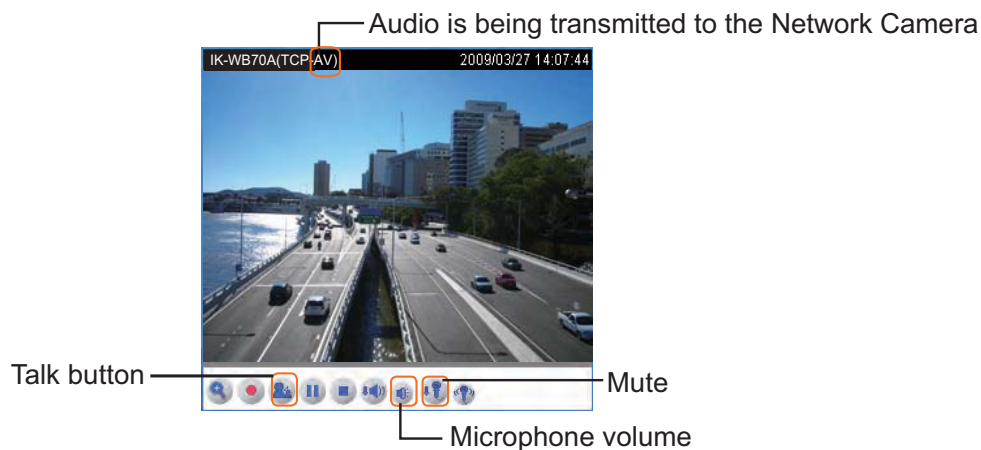 Audio is being transmitted to the Network Camera
IK-WB70A(TCP-AV) 2009/03/27 14:07:44
Talk button
Mute
Microphone volume